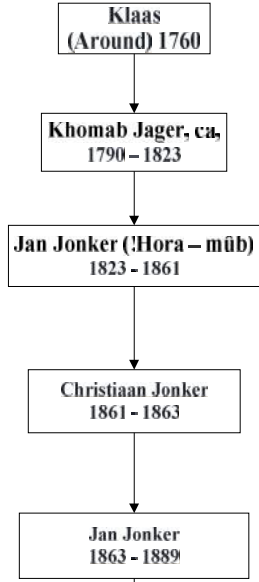 Klaas
(Around) 1760
Khomab Jager, ca,
1790 – 1823
Jan Jonker (!Hora – mûb)
1823 - 1861
Christiaan Jonker
1861 - 1863
Jan Jonker
1863 - 1889